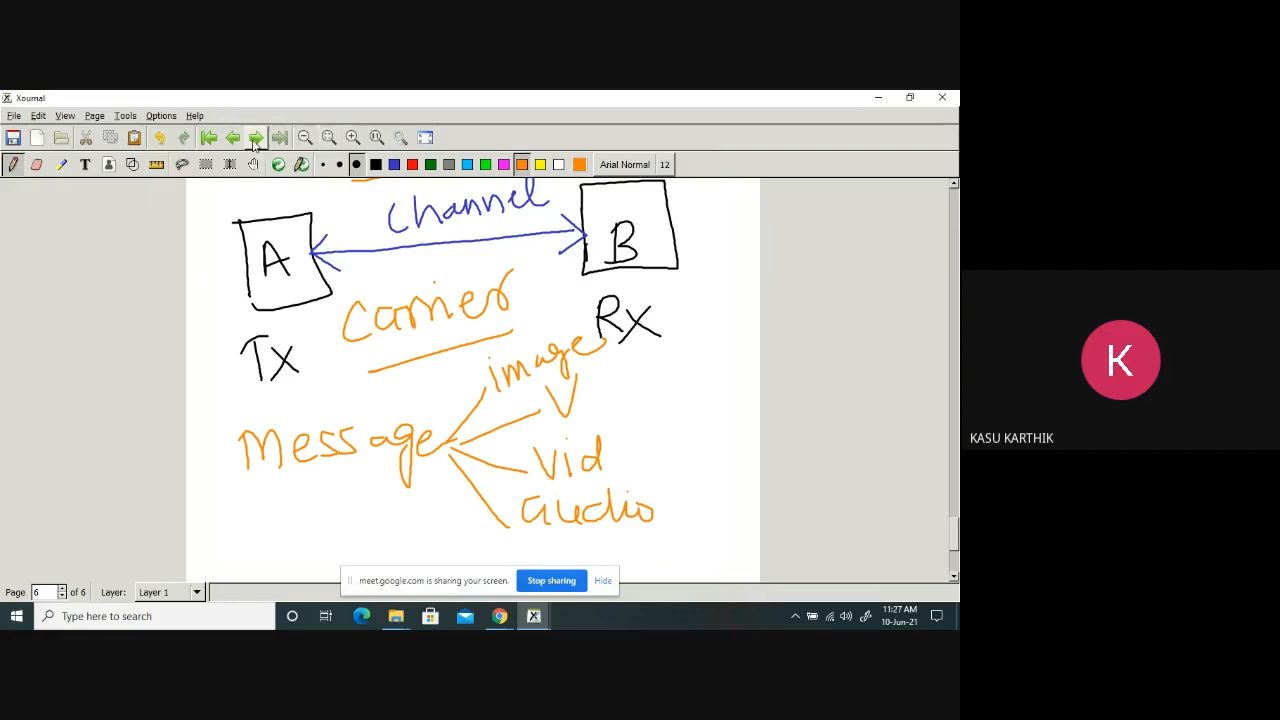 Xournal
File Edit View Page Tools Options Help
T Arial Normal 12
channel
A B
carrier
Tx Rx
image
V
Message
vid
audio
meet.google.com is sharing your screen. Stop sharing Hide
Page 6 of 6 Layer: Layer 1
Type here to search
11:27 AM
10-Jun-21
K
KASU KARTHIK